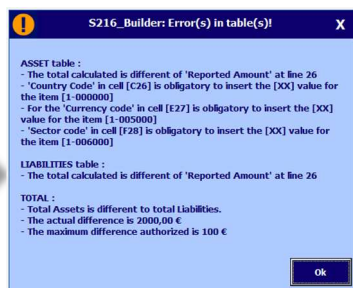 S216_Builder: Error(s) in table(s)!
X
ASSET table :
- The total calculated is different of 'Reported Amount' at line 26
- 'Country Code' in cell [C26] is obligatory to insert the [XX] value for
the item [1-000000]
- For the 'Currency code' in cell [E27] is obligatory to insert the [XX]
value for the item [1-005000]
- 'Sector code' in cell [F28] is obligatory to insert the [XX] value for
the item [1-006000]
LIABILITIES table :
- The total calculated is different of 'Reported Amount' at line 26
TOTAL :
- Total Assets is different to total Liabilities.
- The actual difference is 2000,00 €
- The maximum difference authorized is 100 €
Ok